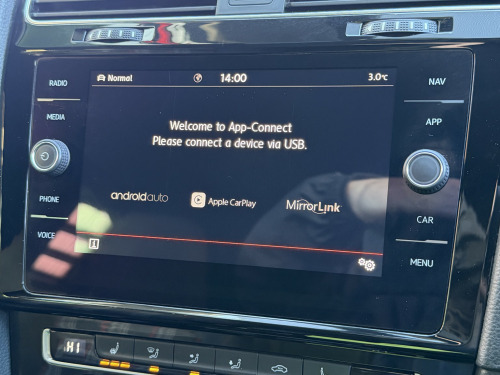 RADIO
MEDIA
PHONE
VOICE
Normal 14:00 3.0°C
Welcome to App-Connect
Please connect a device via USB.
androidauto Apple CarPlay MirrorLink
NAV
APP
CAR
MENU
HI